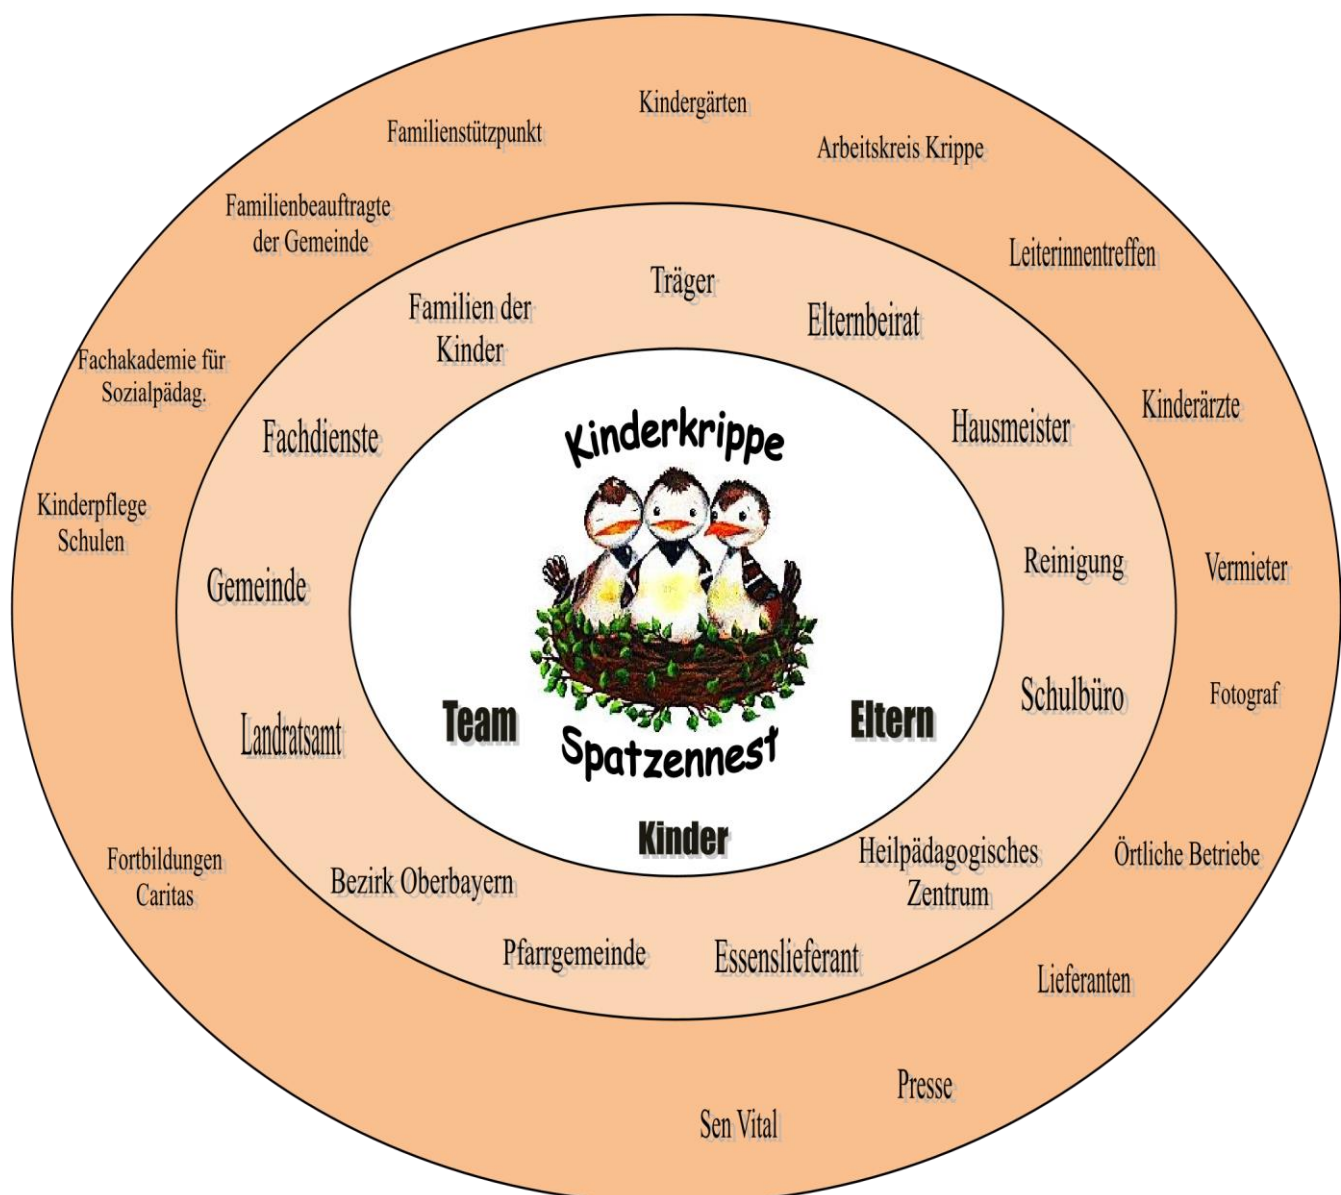 Kindergärten
Familienstützpunkt
Arbeitskreis Krippe
Familienbeauftragte
der Gemeinde
Leiterinnentreffen
Träger
Familien der
Kinder
Elternbeirat
Fachakademie für
Sozialpädag.
Kinderärzte
Fachdienste
Hausmeister
Kinderkrippe
Kinderpflege
Schulen
Reinigung
Vermieter
Gemeinde
Schulbüro
Fotograf
Team
Eltern
Landratsamt
Spatzennest
Kinder
Fortbildungen
Caritas
Heilpädagogisches
Zentrum
Örtliche Betriebe
Bezirk Oberbayern
Pfarrgemeinde
Essenslieferant
Lieferanten
Presse
Sen Vital